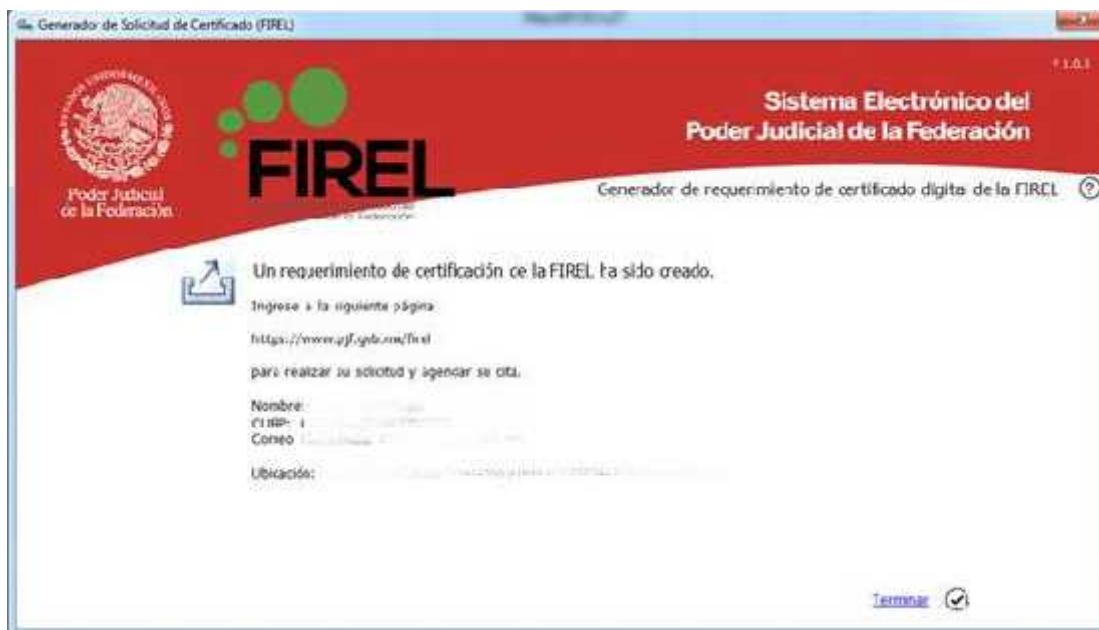 Generador de Solicitud de Certificado (FIREL)
v 1.0.1
Sistema Electrónico del
Poder Judicial de la Federación
FIREL
Poder Judicial
de la Federación
Generador de requerimiento de certificado digital de la FIREL
Un requerimiento de certificación de la FIREL ha sido creado.
Ingrese a la siguiente página
https://www.pjf.gob.mx/firel
para realizar su solicitud y agendar su cita.
Nombre:
CURP:
Correo
Ubicación:
Terminar